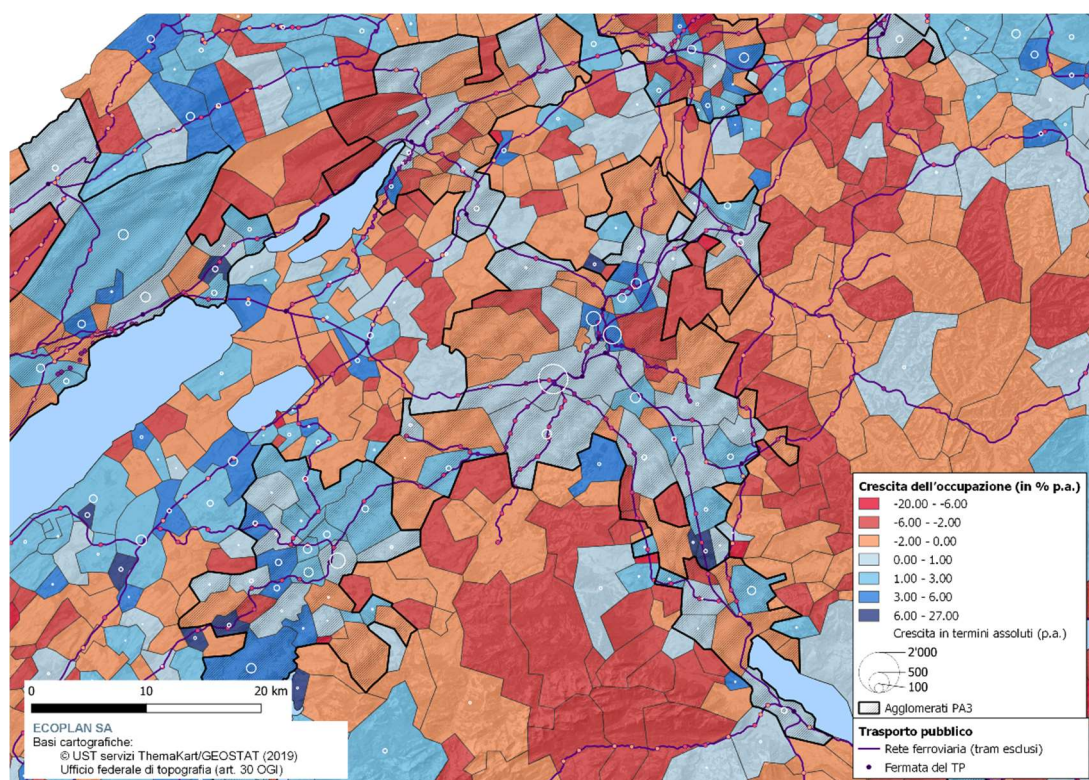 Crescita dell'occupazione (in % p.a.)
-20.00 - -6.00
-6.00 - -2.00
-2.00 - 0.00
0.00 - 1.00
1.00 - 3.00
3.00 - 6.00
6.00 - 27.00
Crescita in termini assoluti (p.a.)
2'000
500
100
Agglomerati PA3
Trasporto pubblico
Rete ferroviaria (tram esclusi)
Fermata del TP
0 10 20 km
ECOPLAN SA
Basi cartografiche:
© UST servizi ThemaKart/GEOSTAT (2019)
Ufficio federale di topografia (art. 30 OGI)